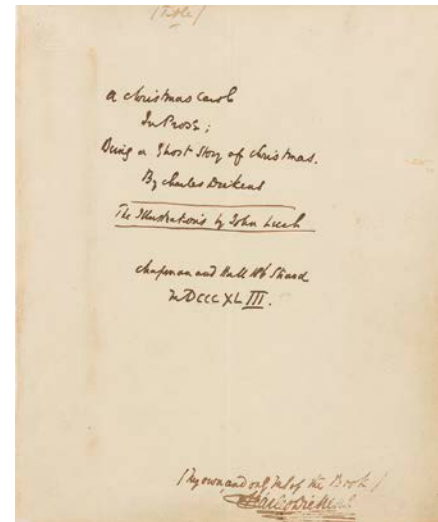 (Title)
A Christmas Carol
In Prose;
Being a Ghost Story of Christmas.
By Charles Dickens
The Illustrations by John Leech
Chapman and Hall 186 Strand
MDCCCXLIII.
(My own and only MS of the Book)
Charles Dickens